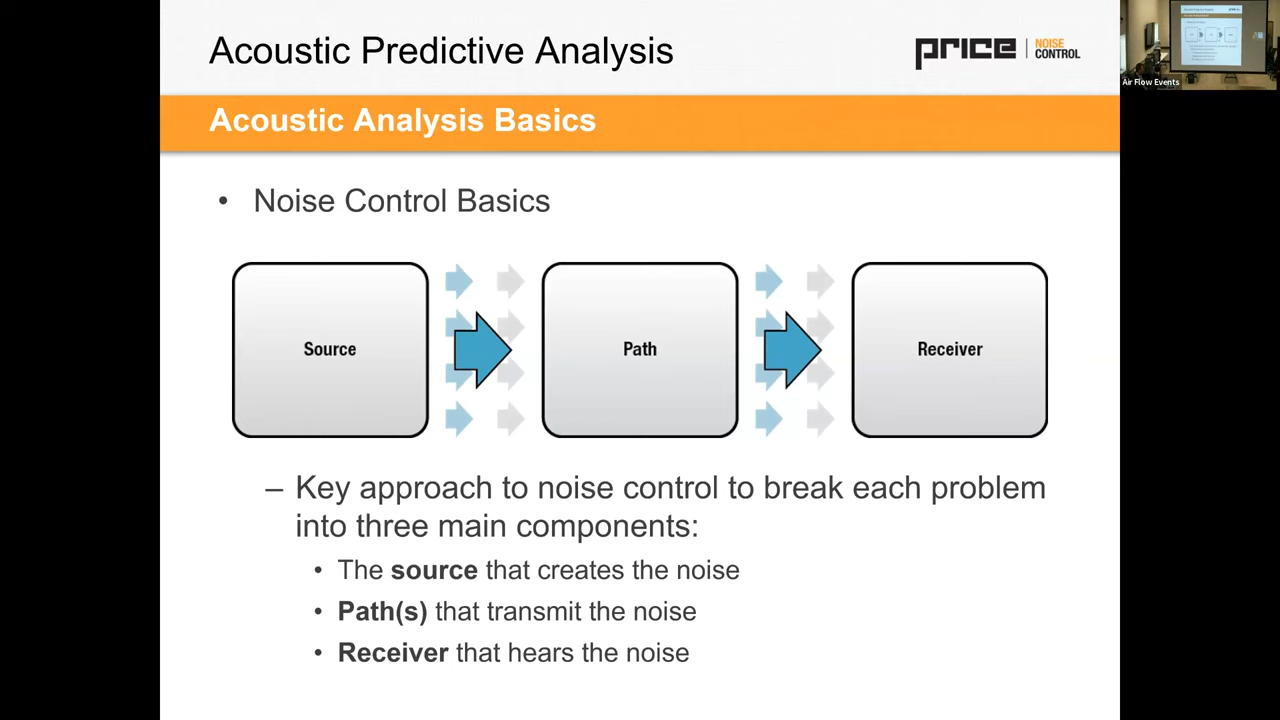 Acoustic Predictive Analysis
PRICE
NOISE
CONTROL
Air Flow Events
Acoustic Analysis Basics
• Noise Control Basics
Source
Path
Receiver
– Key approach to noise control to break each problem
into three main components:
• The source that creates the noise
• Path(s) that transmit the noise
• Receiver that hears the noise